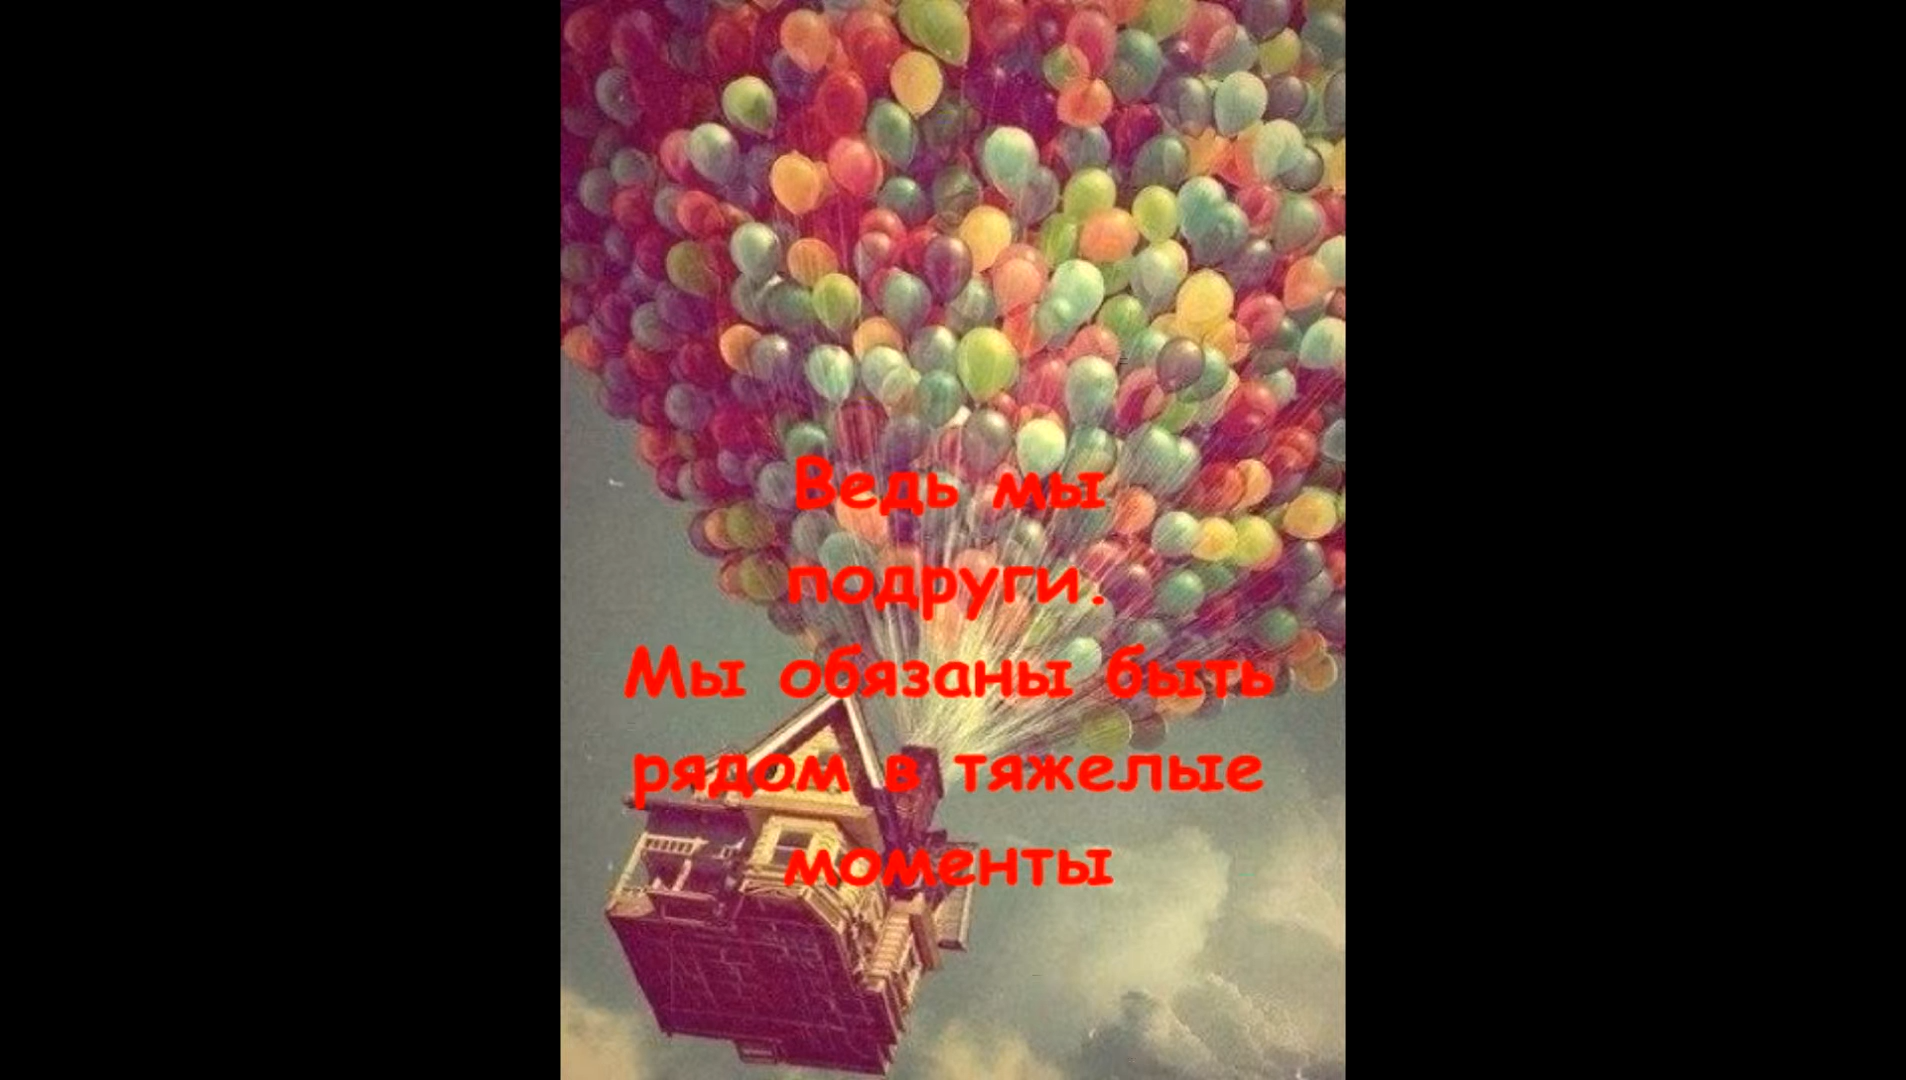 Ведь мы
подруги.
Мы обязаны быть
рядом в тяжелые
моменты